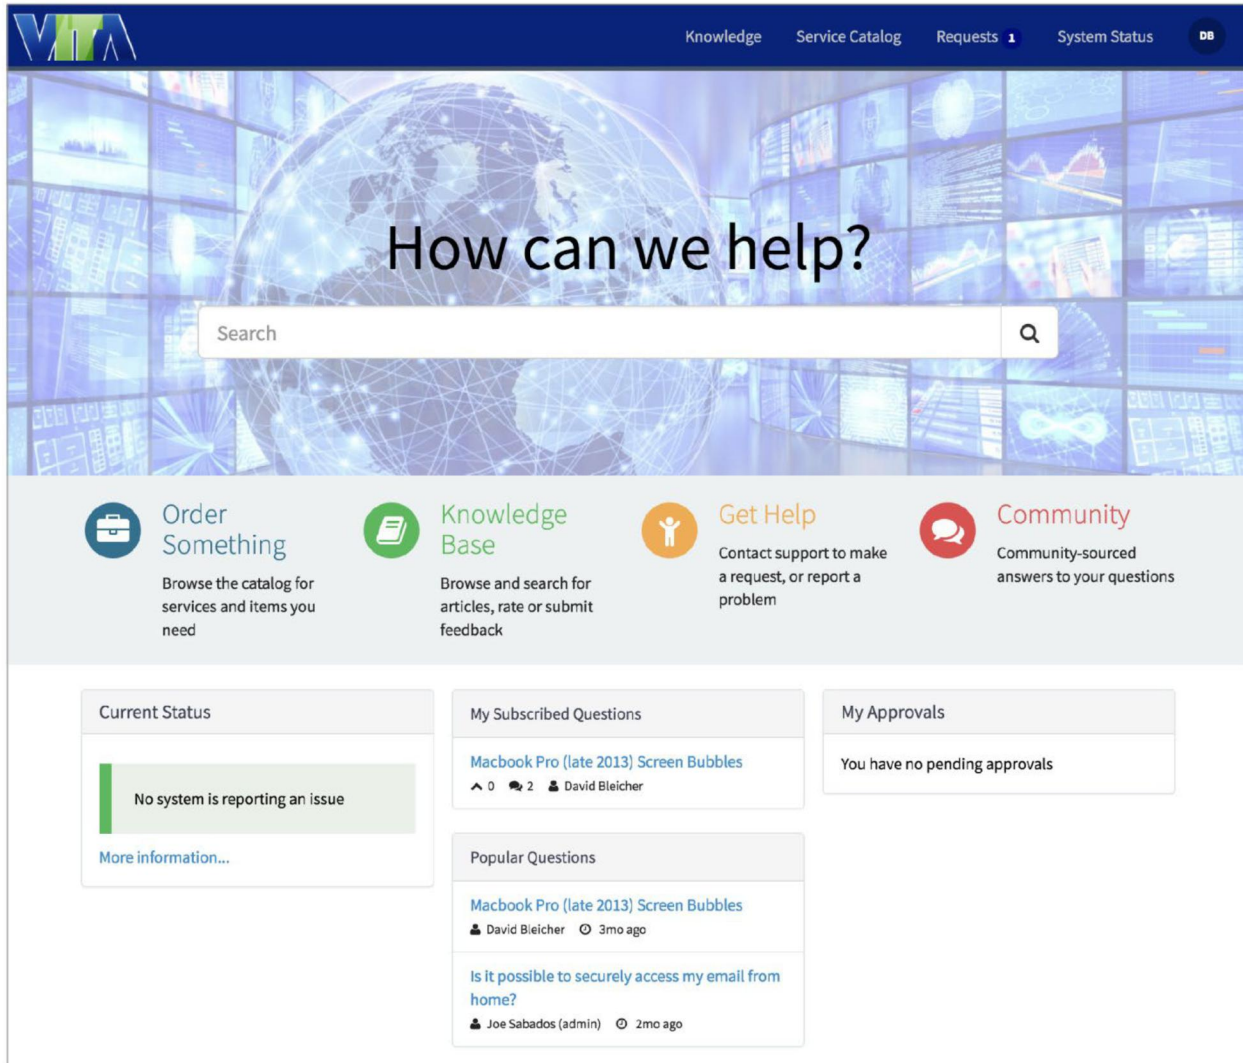 VITA
Knowledge Service Catalog Requests 1 System Status DB
How can we help?
Search
Order
Something
Browse the catalog for
services and items you
need
Knowledge
Base
Browse and search for
articles, rate or submit
feedback
Get Help
Contact support to make
a request, or report a
problem
Community
Community-sourced
answers to your questions
Current Status
No system is reporting an issue
More information...
My Subscribed Questions
Macbook Pro (late 2013) Screen Bubbles
0 2 David Bleicher
Popular Questions
Macbook Pro (late 2013) Screen Bubbles
David Bleicher 3mo ago
Is it possible to securely access my email from
home?
Joe Sabados (admin) 2mo ago
My Approvals
You have no pending approvals